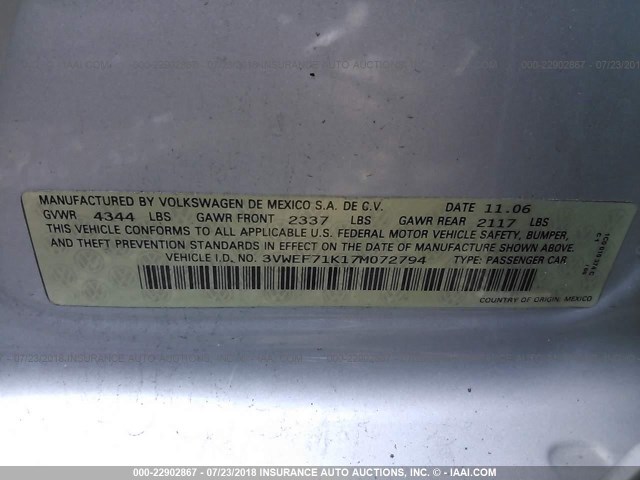 MANUFACTURED BY VOLKSWAGEN DE MEXICO S.A. DE C.V. DATE 11.06
GVWR 4344 LBS GAWR FRONT 2337 LBS GAWR REAR 2117 LBS
THIS VEHICLE CONFORMS TO ALL APPLICABLE U.S. FEDERAL MOTOR VEHICLE SAFETY, BUMPER,
AND THEFT PREVENTION STANDARDS IN EFFECT ON THE DATE OF MANUFACTURE SHOWN ABOVE.
VEHICLE I.D. NO. 3VWEF71K17M072794 TYPE: PASSENGER CAR
COUNTRY OF ORIGIN: MEXICO
000-22902867 - 07/23/2018 INSURANCE AUTO AUCTIONS INC. (C) - IAAI.COM